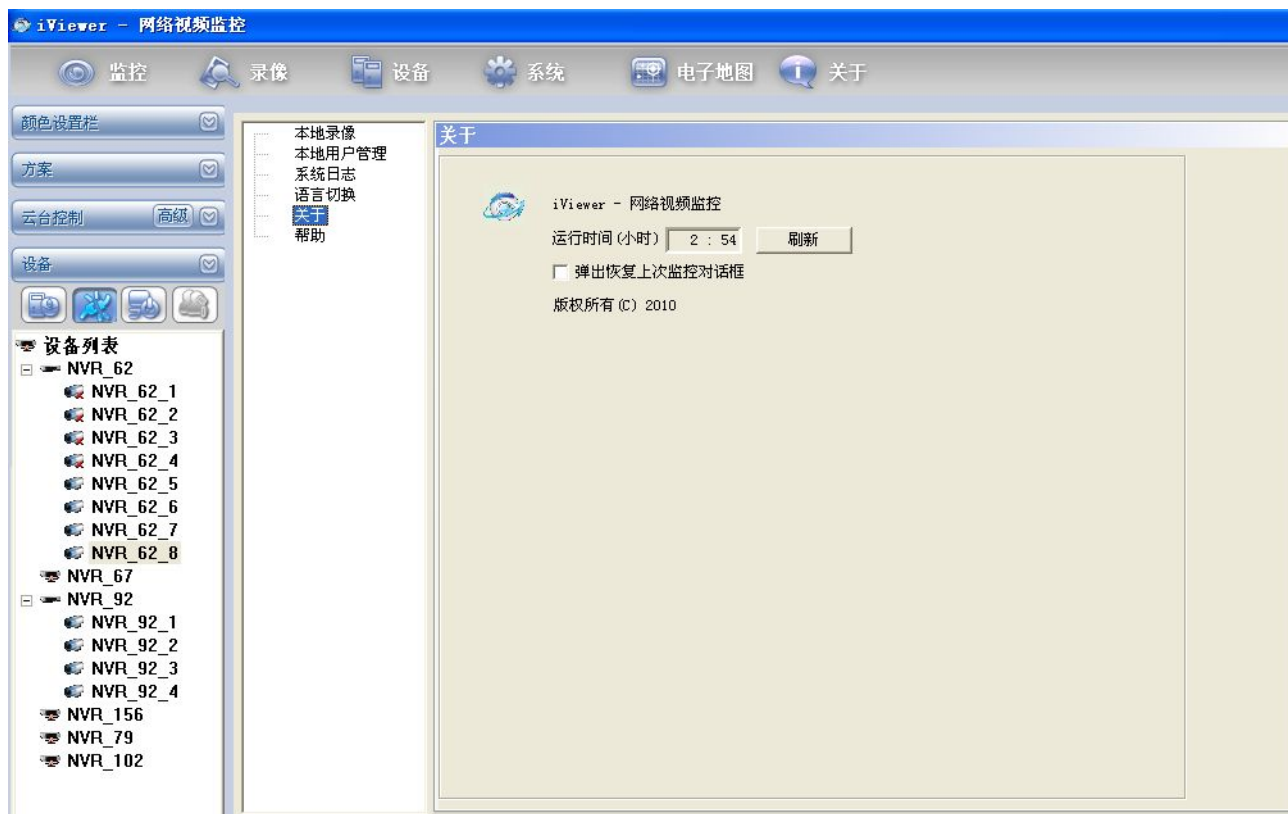 iViewer - 网络视频监控
监控 录像 设备 系统 电子地图 关于
颜色设置栏
方案
云台控制 高级
设备
设备列表
NVR_62
NVR_62_1
NVR_62_2
NVR_62_3
NVR_62_4
NVR_62_5
NVR_62_6
NVR_62_7
NVR_62_8
NVR_67
NVR_92
NVR_92_1
NVR_92_2
NVR_92_3
NVR_92_4
NVR_156
NVR_79
NVR_102
本地录像
本地用户管理
系统日志
语言切换
关于
帮助
关于
iViewer - 网络视频监控
运行时间(小时) 2 : 54 刷新
弹出恢复上次监控对话框
版权所有(C) 2010